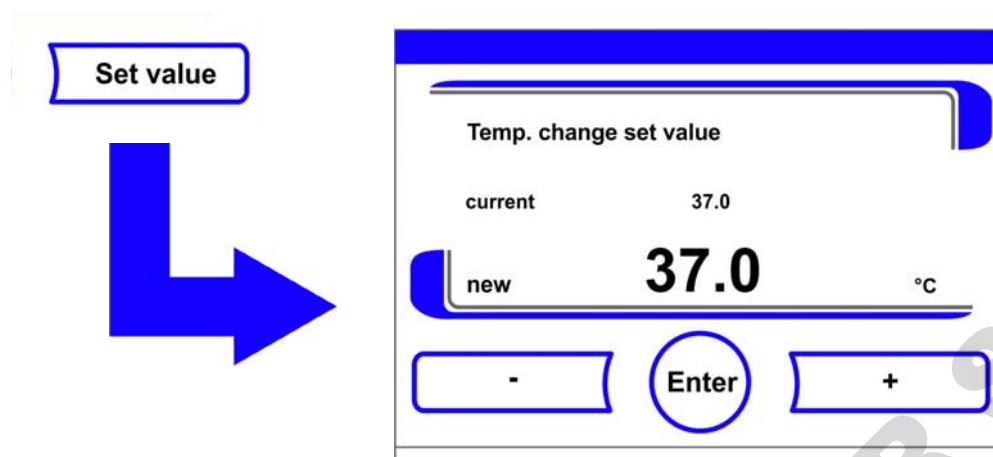 Set value
Temp. change set value
current 37.0
new 37.0 °C
- Enter +